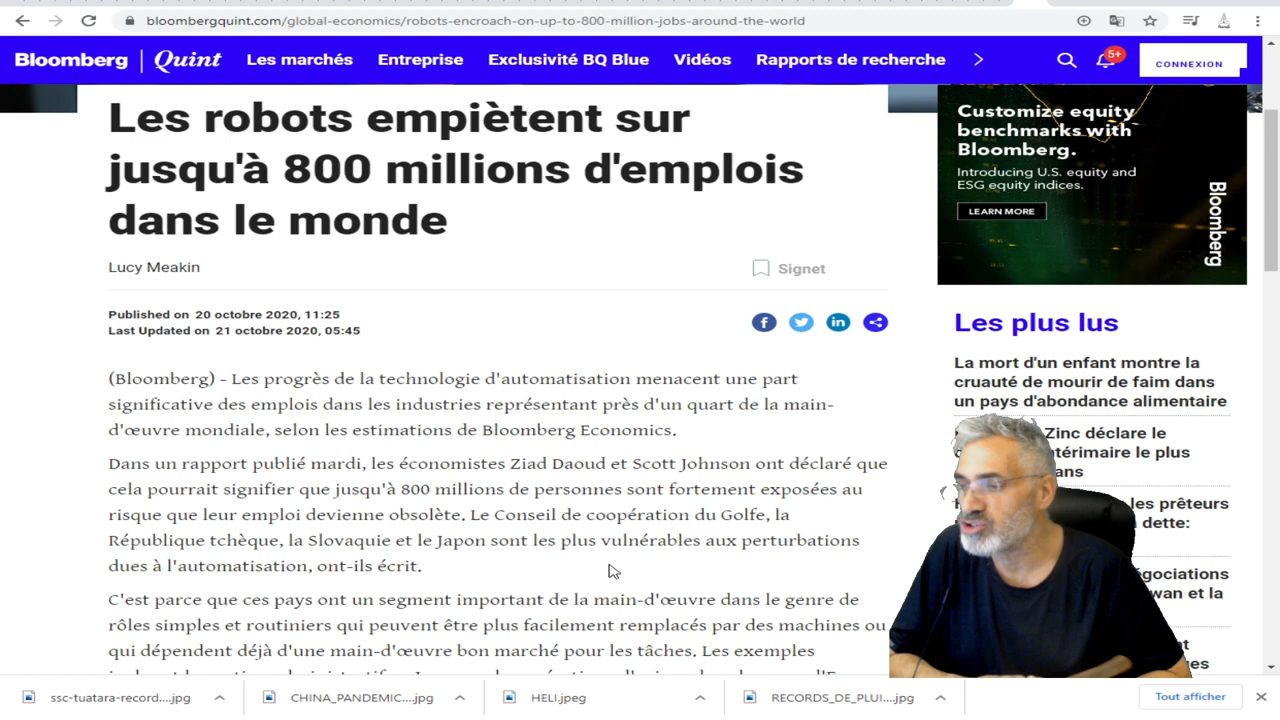 bloombergquint.com/global-economics/robots-encroach-on-up-to-800-million-jobs-around-the-world
Bloomberg | Quint Les marchés Entreprise Exclusivité BQ Blue Vidéos Rapports de recherche 5+ CONNEXION
Les robots empiètent sur
jusqu'à 800 millions d'emplois
dans le monde
Lucy Meakin
Signet
Published on 20 octobre 2020, 11:25
Last Updated on 21 octobre 2020, 05:45
(Bloomberg) - Les progrès de la technologie d'automatisation menacent une part
significative des emplois dans les industries représentant près d'un quart de la main-
d'œuvre mondiale, selon les estimations de Bloomberg Economics.
Dans un rapport publié mardi, les économistes Ziad Daoud et Scott Johnson ont déclaré que
cela pourrait signifier que jusqu'à 800 millions de personnes sont fortement exposées au
risque que leur emploi devienne obsolète. Le Conseil de coopération du Golfe, la
République tchèque, la Slovaquie et le Japon sont les plus vulnérables aux perturbations
dues à l'automatisation, ont-ils écrit.
C'est parce que ces pays ont un segment important de la main-d'œuvre dans le genre de
rôles simples et routiniers qui peuvent être plus facilement remplacés par des machines ou
qui dépendent déjà d'une main-d'œuvre bon marché pour les tâches. Les exemples
Customize equity
benchmarks with
Bloomberg.
Introducing U.S. equity and
ESG equity indices.
LEARN MORE
Bloomberg
Les plus lus
La mort d'un enfant montre la
cruauté de mourir de faim dans
un pays d'abondance alimentaire
Zinc déclare le
térimaire le plus
ans
les prêteurs
dette:
gociations
wan et la
ssc-tuatara-record....jpg
CHINA_PANDEMIC....jpg
HELI.jpeg
RECORDS_DE_PLUI....jpg
Tout afficher